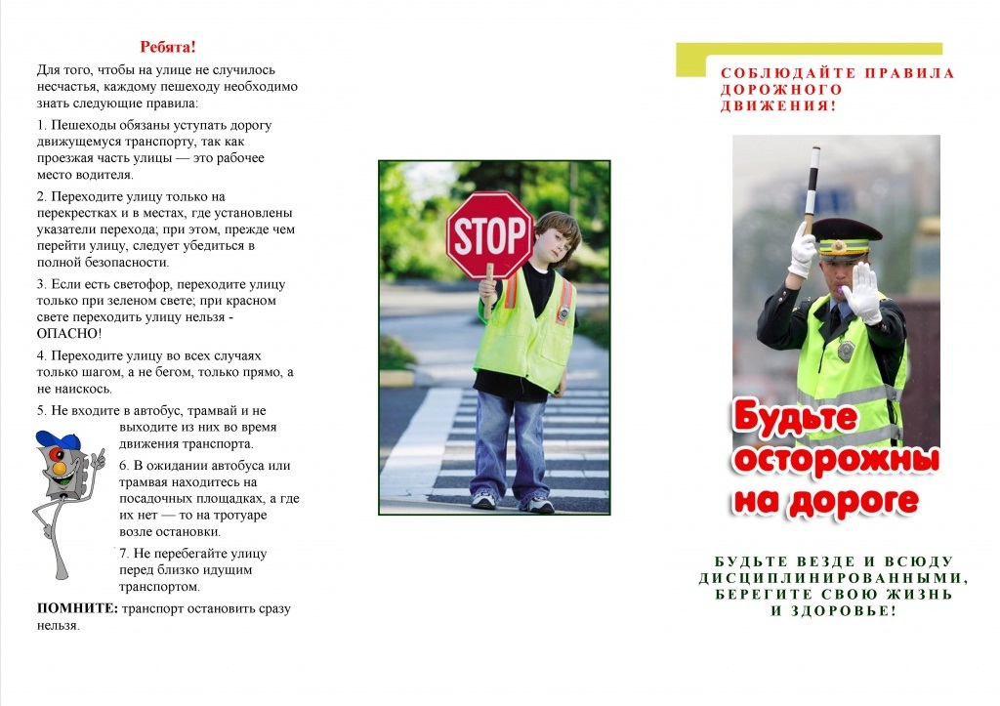 Ребята!
Для того, чтобы на улице не случилось
несчастья, каждому пешеходу необходимо
знать следующие правила:
1. Пешеходы обязаны уступать дорогу
движущемуся транспорту, так как
проезжая часть улицы — это рабочее
место водителя.
2. Переходите улицу только на
перекрестках и в местах, где установлены
указатели перехода; при этом, прежде чем
перейти улицу, следует убедиться в
полной безопасности.
3. Если есть светофор, переходите улицу
только при зеленом свете; при красном
свете переходить улицу нельзя -
ОПАСНО!
4. Переходите улицу во всех случаях
только шагом, а не бегом, только прямо, а
не наискось.
5. Не входите в автобус, трамвай и не
выходите из них во время
движения транспорта.
6. В ожидании автобуса или
трамвая находитесь на
посадочных площадках, а где
их нет — то на тротуаре
возле остановки.
7. Не перебегайте улицу
перед близко идущим
транспортом.
ПОМНИТЕ: транспорт остановить сразу
нельзя.
STOP
СОБЛЮДАЙТЕ ПРАВИЛА
ДОРОЖНОГО
ДВИЖЕНИЯ!
Будьте
осторожны
на дороге
БУДЬТЕ ВЕЗДЕ И ВСЮДУ
ДИСЦИПЛИНИРОВАННЫМИ,
БЕРЕГИТЕ СВОЮ ЖИЗНЬ
И ЗДОРОВЬЕ!